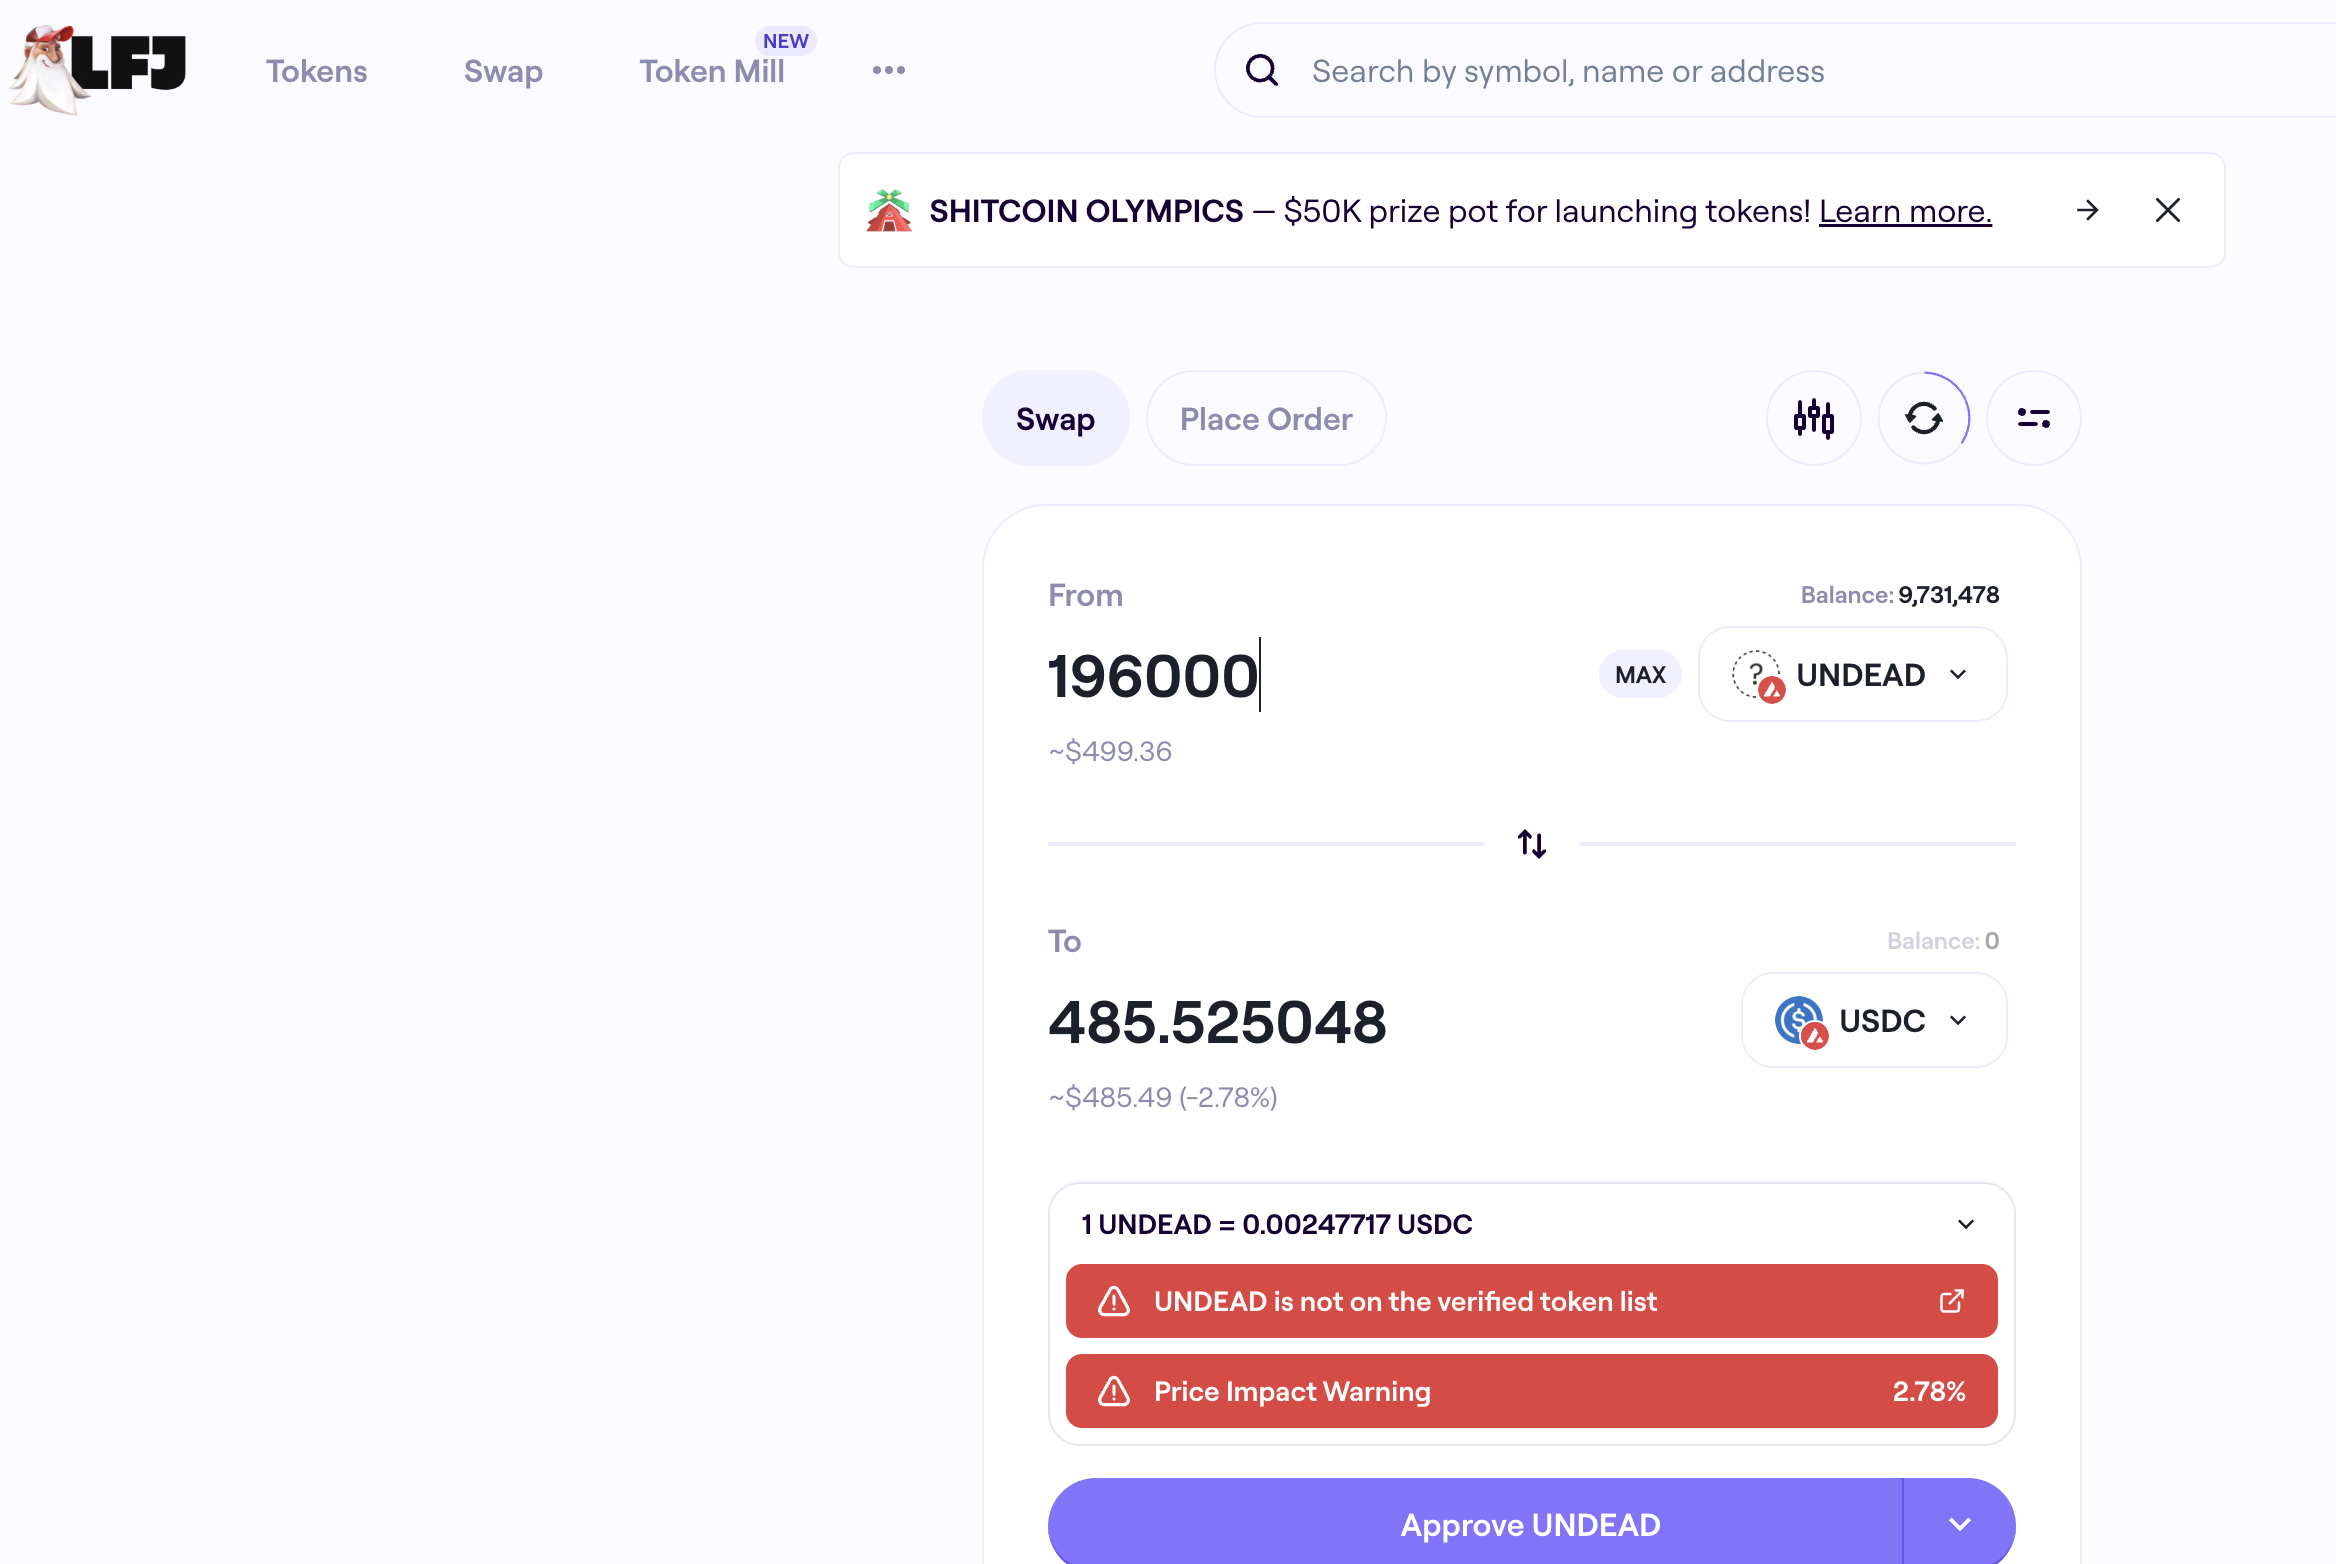 LFJ
Tokens
Swap
Token Mill
NEW
Search by symbol, name or address
SHITCOIN OLYMPICS — $50K prize pot for launching tokens! Learn more.
Swap
Place Order
From
Balance: 9,731,478
196000
MAX
? UNDEAD
~$499.36
To
Balance: 0
485.525048
USDC
~$485.49 (-2.78%)
1 UNDEAD = 0.00247717 USDC
UNDEAD is not on the verified token list
Price Impact Warning
2.78%
Approve UNDEAD